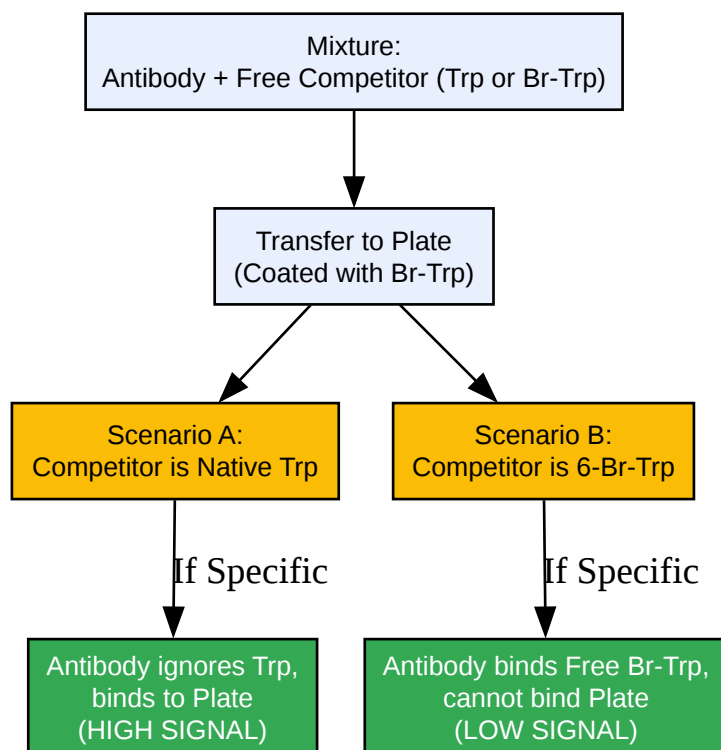 Mixture:
Antibody + Free Competitor (Trp or Br-Trp)
Transfer to Plate
(Coated with Br-Trp)
Scenario A:
Competitor is Native Trp
Scenario B:
Competitor is 6-Br-Trp
If Specific
If Specific
Antibody ignores Trp,
binds to Plate
(HIGH SIGNAL)
Antibody binds Free Br-Trp,
cannot bind Plate
(LOW SIGNAL)